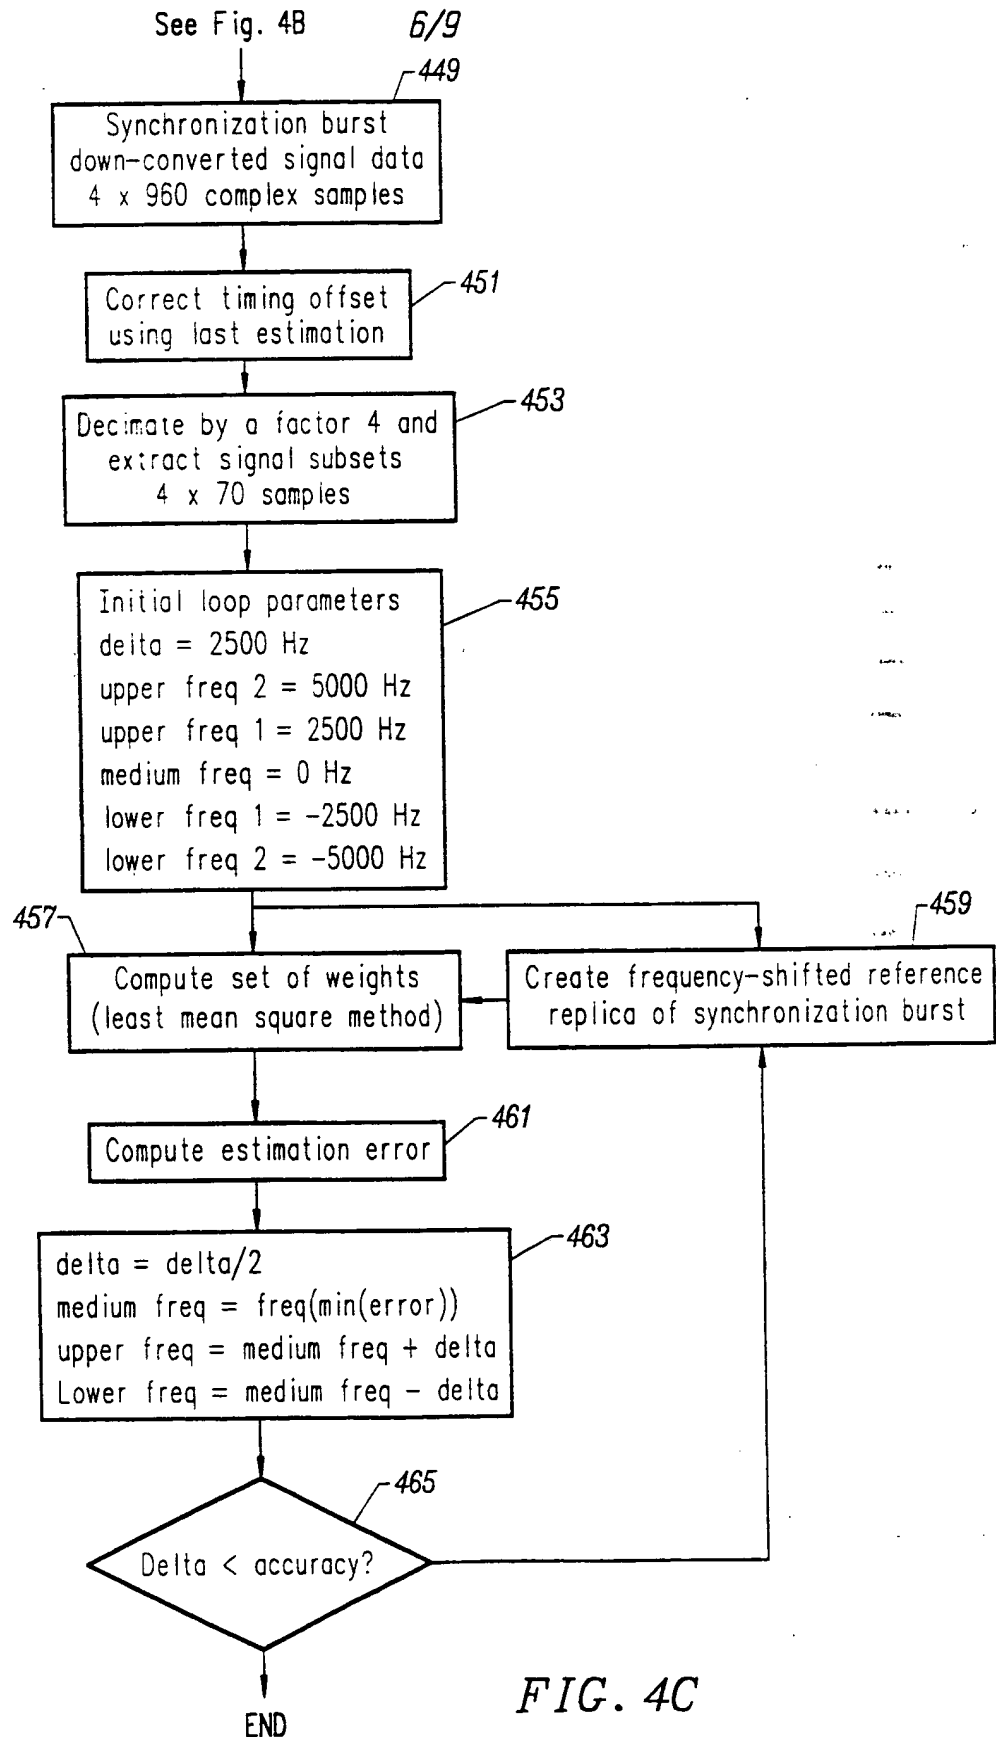 See Fig. 4B
6/9
449
Synchronization burst
down-converted signal data
4 x 960 complex samples
451
Correct timing offset
using last estimation
453
Decimate by a factor 4 and
extract signal subsets
4 x 70 samples
455
Initial loop parameters
delta = 2500 Hz
upper freq 2 = 5000 Hz
upper freq 1 = 2500 Hz
medium freq = 0 Hz
lower freq 1 = -2500 Hz
lower freq 2 = -5000 Hz
457
Compute set of weights
(least mean square method)
459
Create frequency-shifted reference
replica of synchronization burst
461
Compute estimation error
463
delta = delta/2
medium freq = freq(min(error))
upper freq = medium freq + delta
Lower freq = medium freq - delta
465
Delta < accuracy?
END
FIG. 4C